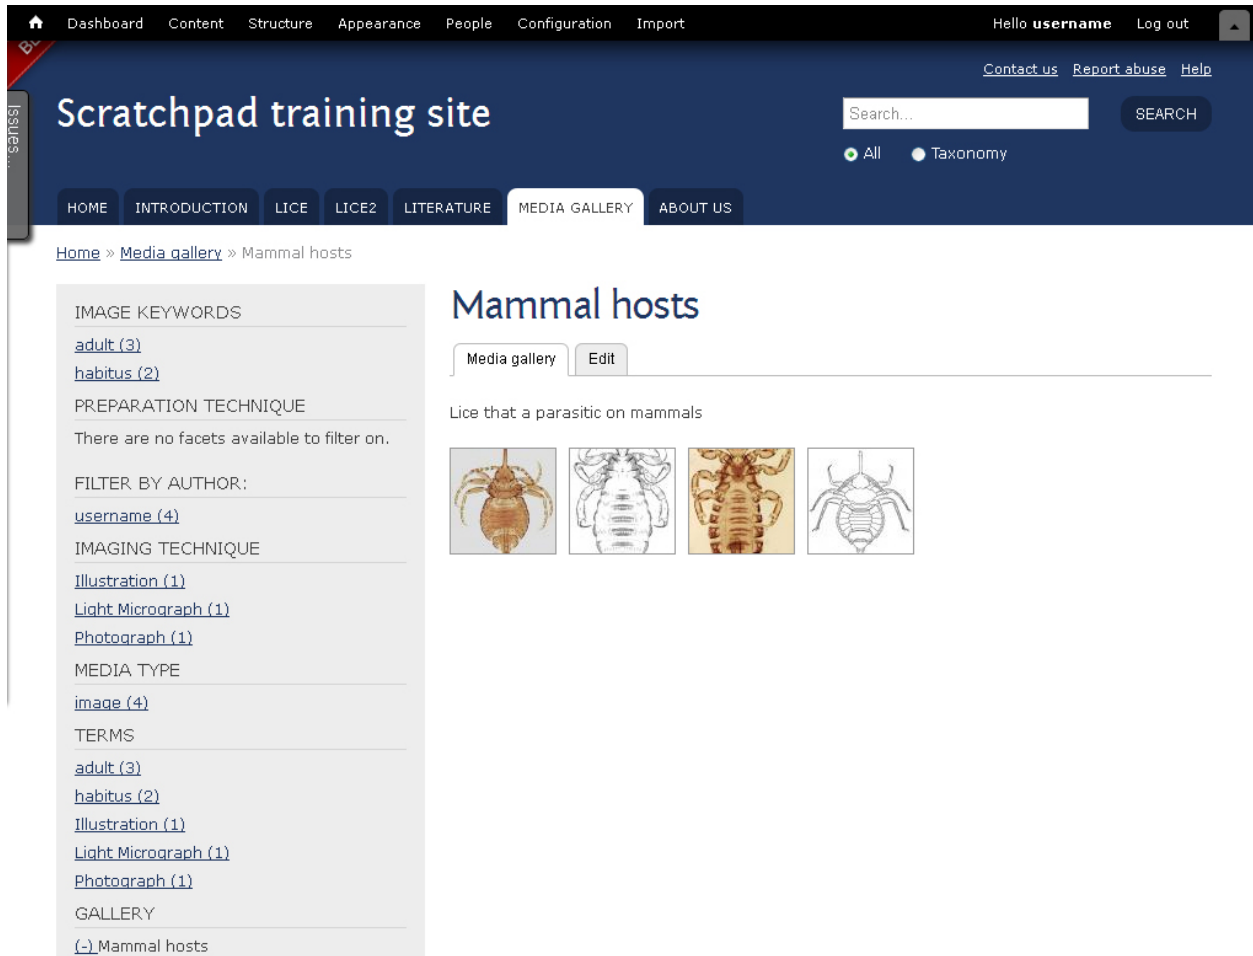 Dashboard Content Structure Appearance People Configuration Import Hello username Log out
Contact us Report abuse Help
Issues...
Scratchpad training site
Search... SEARCH
All Taxonomy
HOME INTRODUCTION LICE LICE2 LITERATURE MEDIA GALLERY ABOUT US
Home » Media gallery » Mammal hosts
IMAGE KEYWORDS
adult (3)
habitus (2)
PREPARATION TECHNIQUE
There are no facets available to filter on.
FILTER BY AUTHOR:
username (4)
IMAGING TECHNIQUE
Illustration (1)
Light Micrograph (1)
Photograph (1)
MEDIA TYPE
image (4)
TERMS
adult (3)
habitus (2)
Illustration (1)
Light Micrograph (1)
Photograph (1)
GALLERY
(-) Mammal hosts
Mammal hosts
Media gallery Edit
Lice that a parasitic on mammals